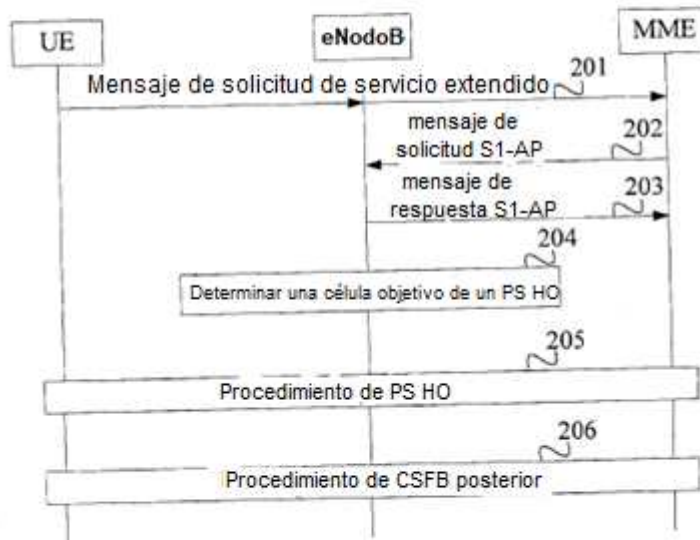 UE
eNodoB
MME
Mensaje de solicitud de servicio extendido
201
mensaje de
solicitud S1-AP
202
mensaje de
respuesta S1-AP
203
204
Determinar una célula objetivo de un PS HO
205
Procedimiento de PS HO
206
Procedimiento de CSFB posterior